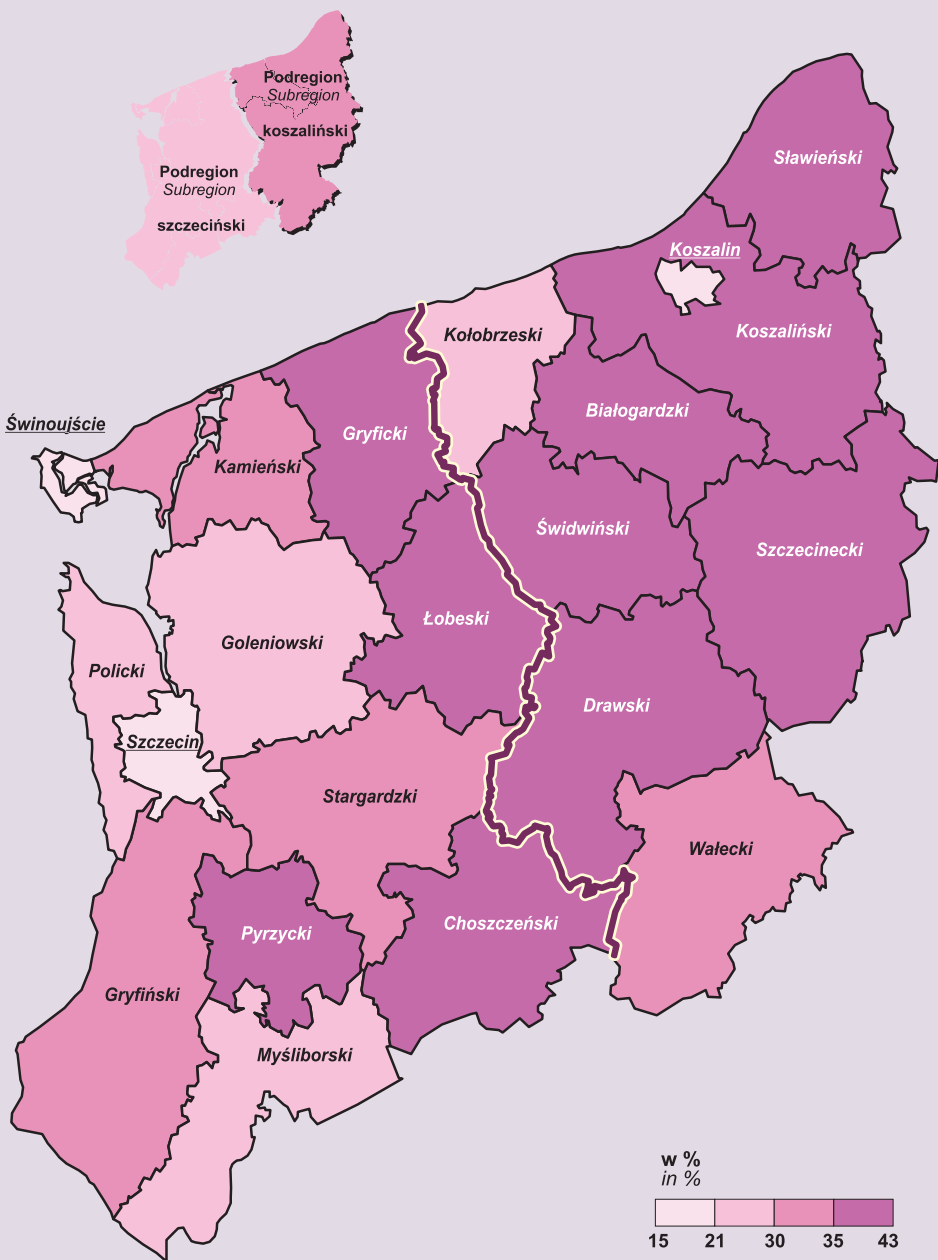 Podregion
Subregion
koszaliński
Podregion
Subregion
szczeciński
Sławieński
Koszalin
Koszaliński
Kołobrzeski
Białogardzki
Świnoujście
Gryficki
Kamieński
Świdwiński
Szczecinecki
Łobeski
Goleniowski
Policki
Drawski
Szczecin
Stargardzki
Wałecki
Choszczeński
Pyrzycki
Gryfiński
Myśliborski
w %
in %
15 21 30 35 43